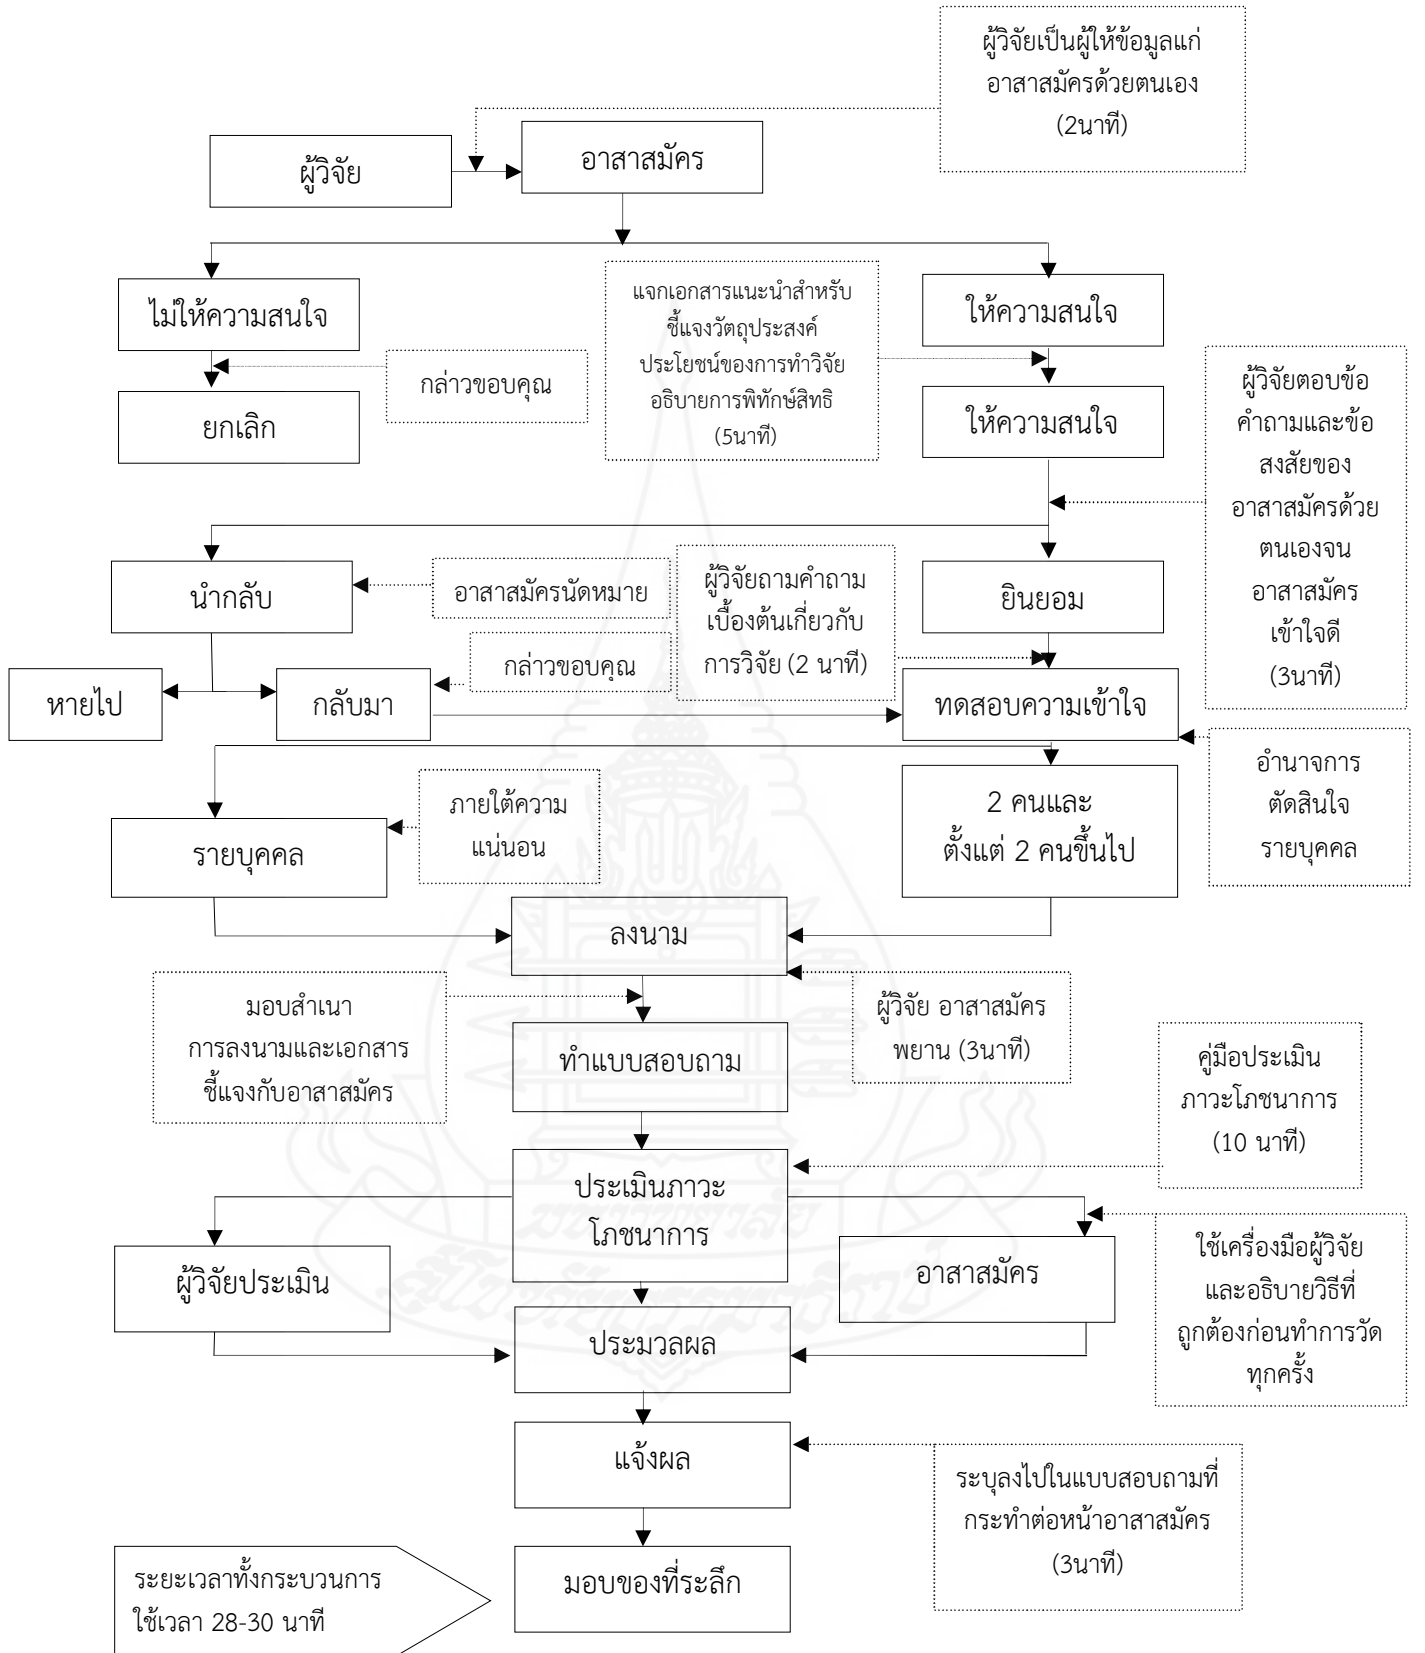 ผู้วิจัยเป็นผู้ให้ข้อมูลแก่
อาสาสมัครด้วยตนเอง
(2นาที)
ผู้วิจัย
อาสาสมัคร
ไม่ให้ความสนใจ
แจกเอกสารแนะนำสำหรับ
ชี้แจงวัตถุประสงค์
ประโยชน์ของการทำวิจัย
อธิบายการพิทักษ์สิทธิ
(5นาที)
ให้ความสนใจ
กล่าวขอบคุณ
ยกเลิก
ให้ความสนใจ
ผู้วิจัยตอบข้อ
คำถามและข้อ
สงสัยของ
อาสาสมัครด้วย
ตนเองจน
อาสาสมัคร
เข้าใจดี
(3นาที)
นำกลับ
อาสาสมัครนัดหมาย
ผู้วิจัยถามคำถาม
เบื้องต้นเกี่ยวกับ
การวิจัย (2 นาที)
ยินยอม
กล่าวขอบคุณ
หายไป
กลับมา
ทดสอบความเข้าใจ
อำนาจการ
ตัดสินใจ
รายบุคคล
ภายใต้ความ
แน่นอน
2 คนและ
ตั้งแต่ 2 คนขึ้นไป
รายบุคคล
ลงนาม
มอบสำเนา
การลงนามและเอกสาร
ชี้แจงกับอาสาสมัคร
ผู้วิจัย อาสาสมัคร
พยาน (3นาที)
ทำแบบสอบถาม
คู่มือประเมิน
ภาวะโภชนาการ
(10 นาที)
ประเมินภาวะ
โภชนาการ
ผู้วิจัยประเมิน
อาสาสมัคร
ใช้เครื่องมือผู้วิจัย
และอธิบายวิธีที่
ถูกต้องก่อนทำการวัด
ทุกครั้ง
ประมวลผล
แจ้งผล
ระบุลงไปในแบบสอบถามที่
กระทำต่อหน้าอาสาสมัคร
(3นาที)
มอบของที่ระลึก
ระยะเวลาทั้งกระบวนการ
ใช้เวลา 28-30 นาที
มหาวิทยาลัย
สุโขทัยธรรมาธิราช